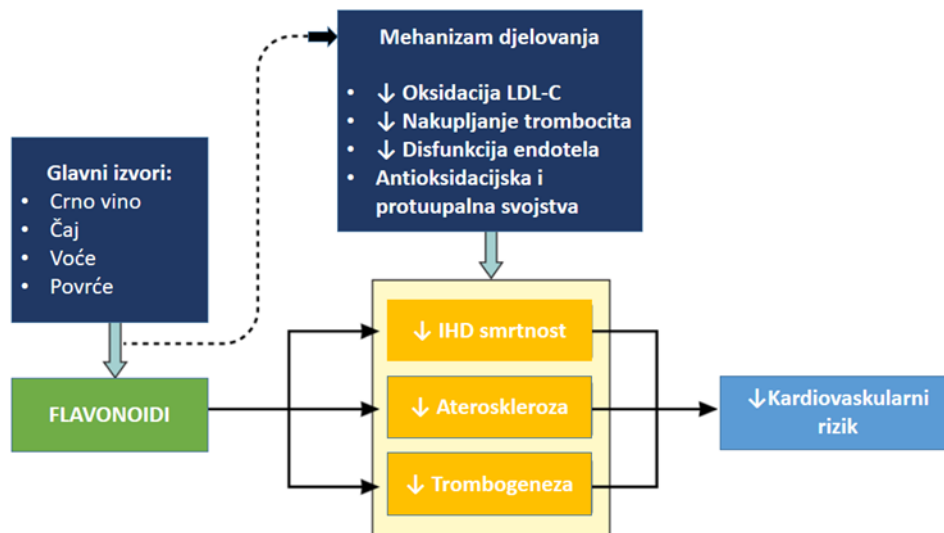 Mehanizam djelovanja
• ↓ Oksidacija LDL-C
• ↓ Nakupljanje trombocita
• ↓ Disfunkcija endotela
• Antioksidacijska i
protuupalna svojstva
Glavni izvori:
• Crno vino
• Čaj
• Voće
• Povrće
FLAVONOIDI
↓ IHD smrtnost
↓ Ateroskleroza
↓ Trombogeneza
↓Kardiovaskularni
rizik